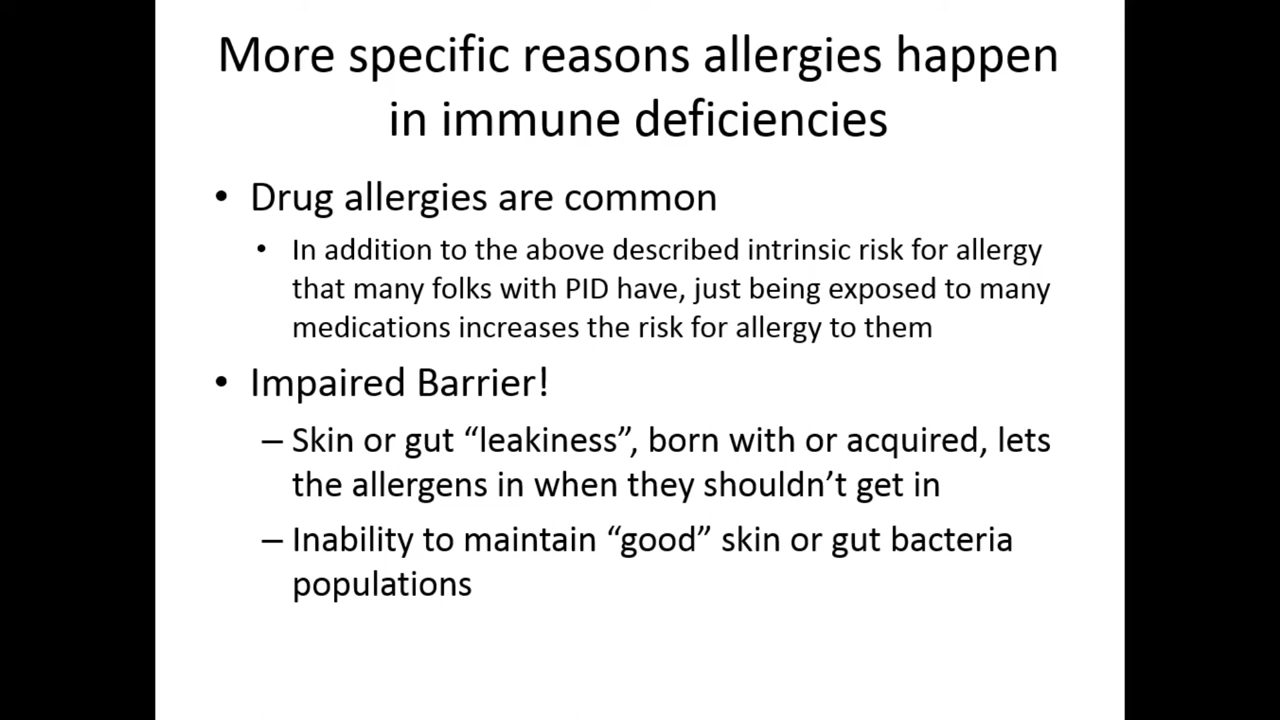 More specific reasons allergies happen
in immune deficiencies
• Drug allergies are common
• In addition to the above described intrinsic risk for allergy
that many folks with PID have, just being exposed to many
medications increases the risk for allergy to them
• Impaired Barrier!
– Skin or gut “leakiness”, born with or acquired, lets
the allergens in when they shouldn’t get in
– Inability to maintain “good” skin or gut bacteria
populations